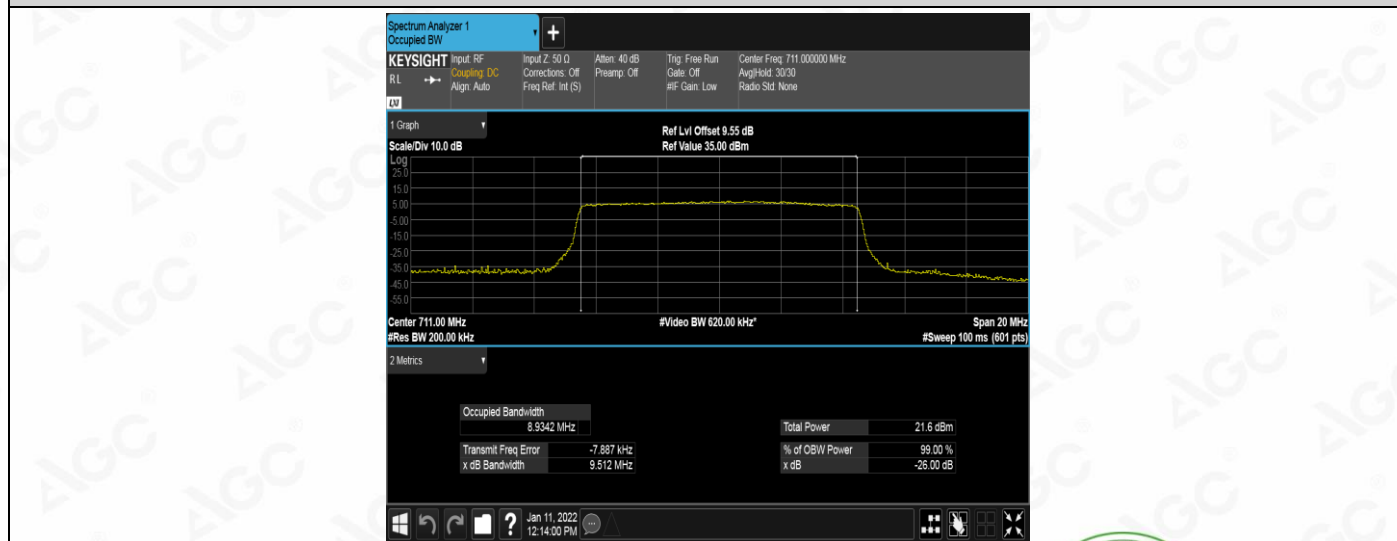 Spectrum Analyzer 1
Occupied BW
+
KEYSIGHT
RL
LXI
Input: RF
Coupling: DC
Align: Auto
Input Z: 50 Ω
Corrections: Off
Freq Ref: Int (S)
Atten: 40 dB
Preamp: Off
Trig: Free Run
Gate: Off
#IF Gain: Low
Center Freq: 711.000000 MHz
Avg|Hold: 30/30
Radio Std: None
1 Graph
Scale/Div 10.0 dB
Ref Lvl Offset 9.55 dB
Ref Value 35.00 dBm
Log
25.0
15.0
5.00
-5.00
-15.0
-25.0
-35.0
-45.0
-55.0
Center 711.00 MHz
#Video BW 620.00 kHz*
Span 20 MHz
#Res BW 200.00 kHz
#Sweep 100 ms (601 pts)
2 Metrics
Occupied Bandwidth
8.9342 MHz
Transmit Freq Error -7.887 kHz
x dB Bandwidth 9.512 MHz
Total Power 21.6 dBm
% of OBW Power 99.00 %
x dB -26.00 dB
?
Jan 11, 2022
12:14:00 PM
AGC